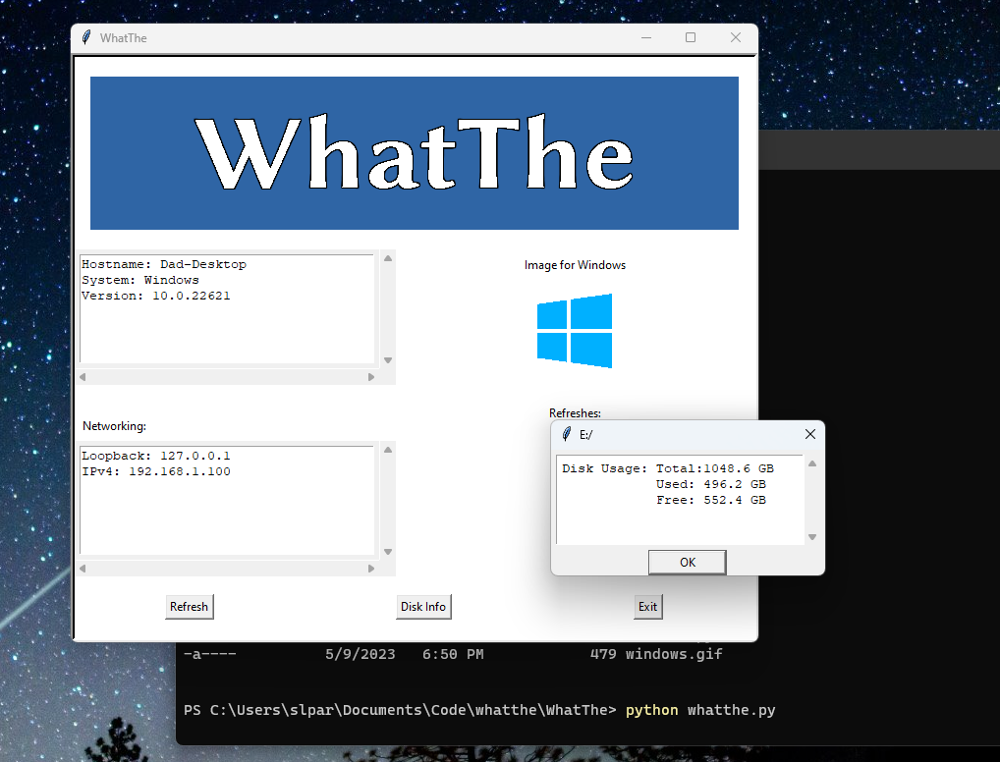 WhatThe
WhatThe
Hostname: Dad-Desktop
System: Windows
Version: 10.0.22621
Image for Windows
Networking:
Loopback: 127.0.0.1
IPv4: 192.168.1.100
Refreshes:
E:/
Disk Usage: Total:1048.6 GB
Used: 496.2 GB
Free: 552.4 GB
OK
Refresh
Disk Info
Exit
-a---- 5/9/2023 6:50 PM 479 windows.gif
PS C:\Users\slpar\Documents\Code\whatthe\WhatThe> python whatthe.py